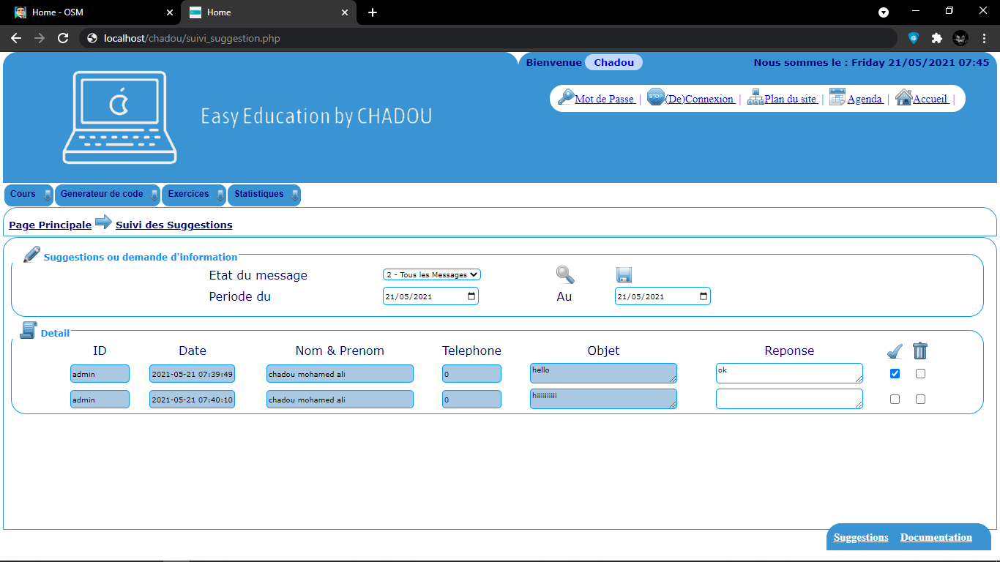 Home - OSM
Home
localhost/chadou/suivi_suggestion.php
Bienvenue Chadou
Nous sommes le : Friday 21/05/2021 07:45
Mot de Passe | STOP (De)Connexion | Plan du site | Agenda | Accueil |
Easy Education by CHADOU
Cours Generateur de code Exercices Statistiques
Page Principale Suivi des Suggestions
Suggestions ou demande d'information
Etat du message 2 - Tous les Messages
Periode du 21/05/2021 Au 21/05/2021
Detail
ID Date Nom & Prenom Telephone Objet Reponse
admin 2021-05-21 07:39:49 chadou mohamed ali 0 hello ok
admin 2021-05-21 07:40:10 chadou mohamed ali 0 hiiiiiiiiii
Suggestions Documentation